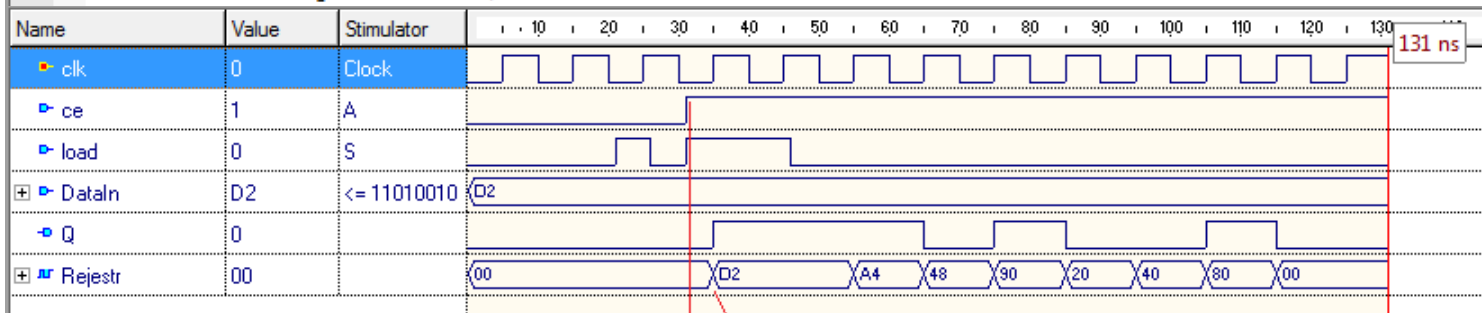 Name Value Stimulator 10 20 30 40 50 60 70 80 90 100 110 120 130
131 ns
clk 0 Clock
ce 1 A
load 0 S
DataIn D2 <= 11010010 D2
Q 0
Rejestr 00 00 D2 A4 48 90 20 40 80 00